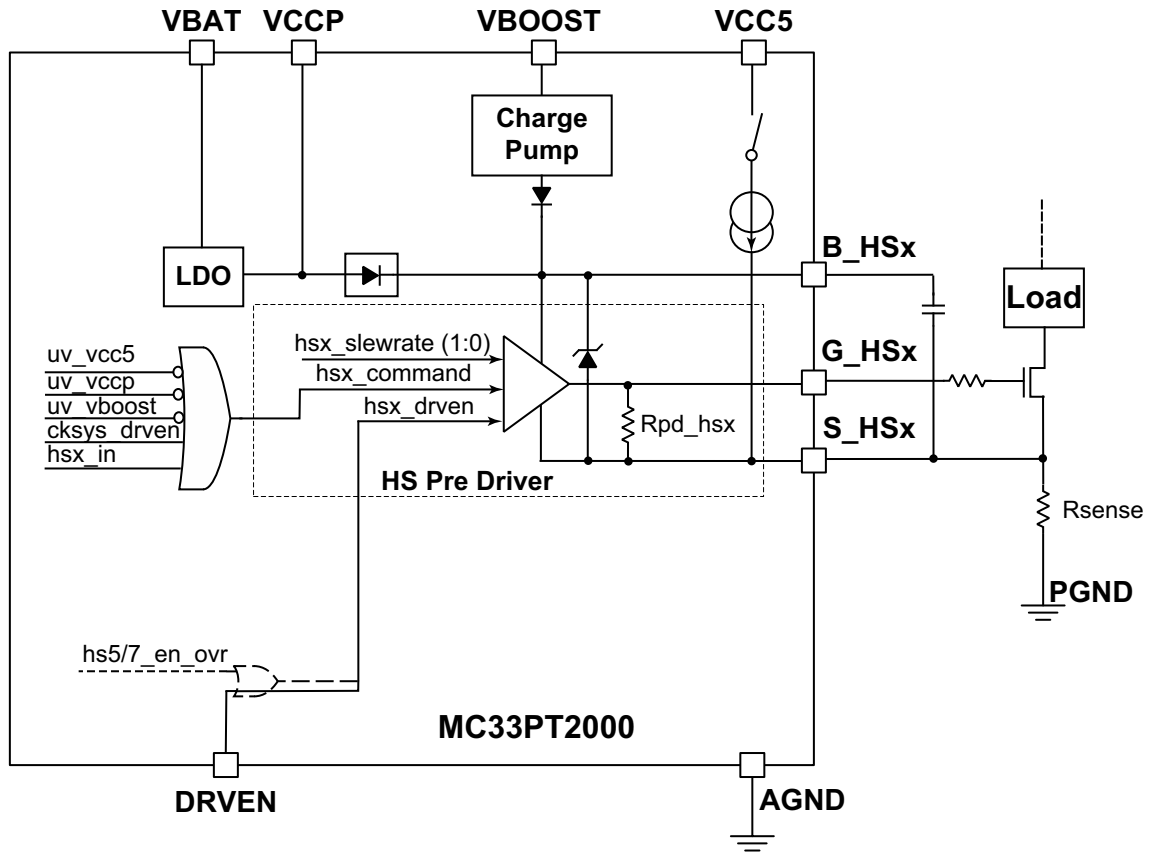 VBAT
VCCP
VBOOST
VCC5
Charge
Pump
B_HSx
LDO
Load
hsx_slewrate (1:0)
G_HSx
uv_vcc5
hsx_command
uv_vccp
uv_vboost
hsx_drven
cksys_drven
Rpd_hsx
S_HSx
hsx_in
HS Pre Driver
Rsense
PGND
hs5/7_en_ovr
MC33PT2000
DRVEN
AGND